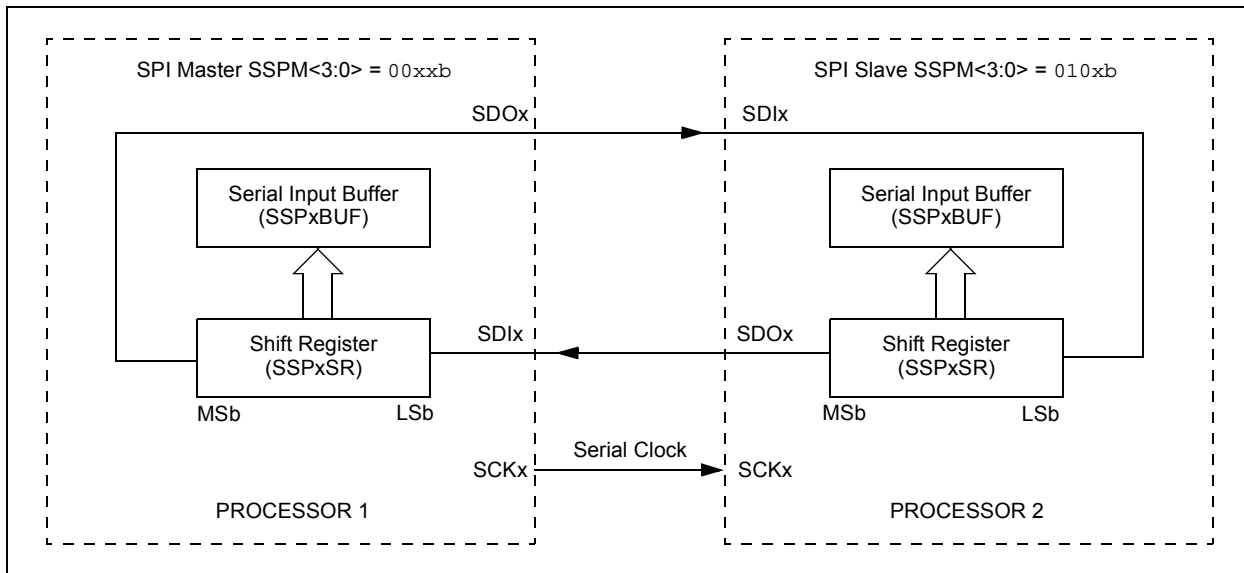 SPI Master SSPM<3:0> = 00xxb
SPI Slave SSPM<3:0> = 010xb
SDOx
SDIx
Serial Input Buffer
(SSPxBUF)
Serial Input Buffer
(SSPxBUF)
SDIx
SDOx
Shift Register
(SSPxSR)
Shift Register
(SSPxSR)
MSb
LSb
MSb
LSb
Serial Clock
SCKx
SCKx
PROCESSOR 1
PROCESSOR 2